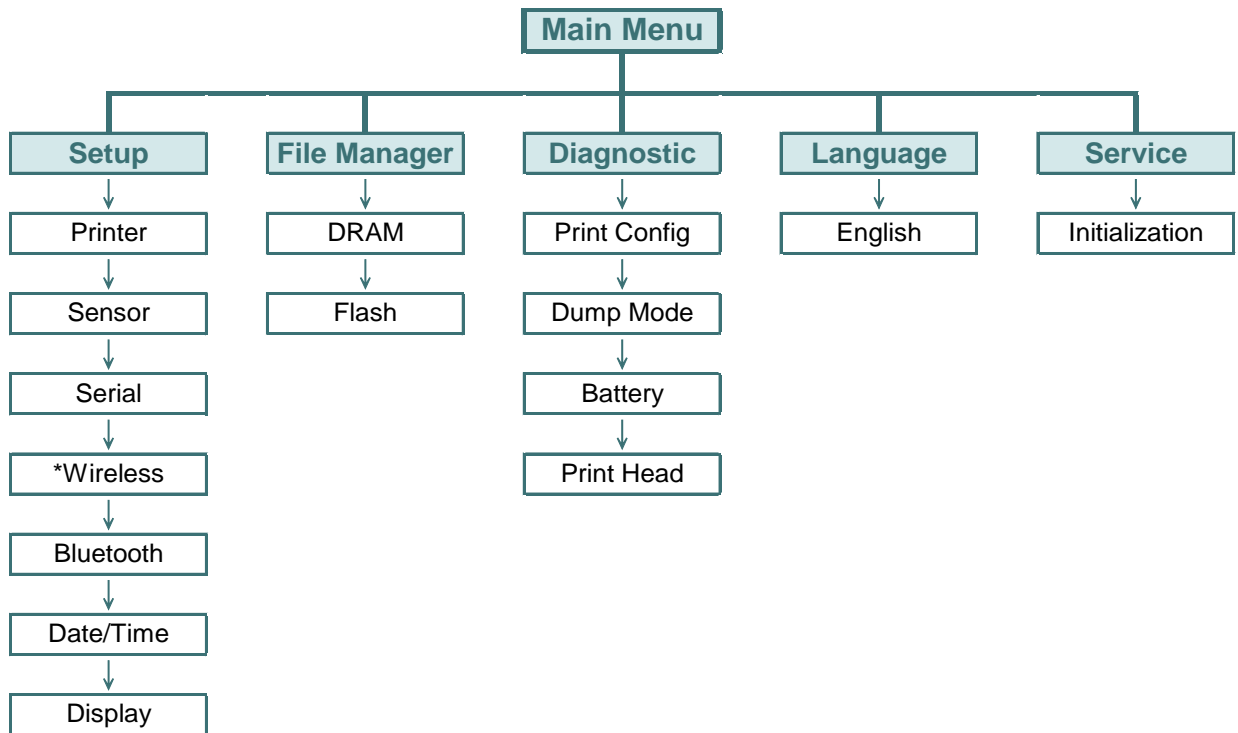 Main Menu
Setup
File Manager
Diagnostic
Language
Service
Printer
DRAM
Print Config
English
Initialization
Sensor
Flash
Dump Mode
Serial
Battery
*Wireless
Print Head
Bluetooth
Date/Time
Display